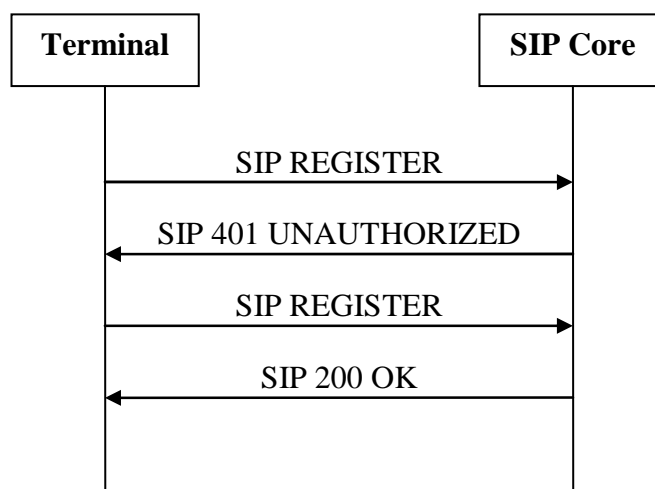 Terminal
SIP Core
SIP REGISTER
SIP 401 UNAUTHORIZED
SIP REGISTER
SIP 200 OK